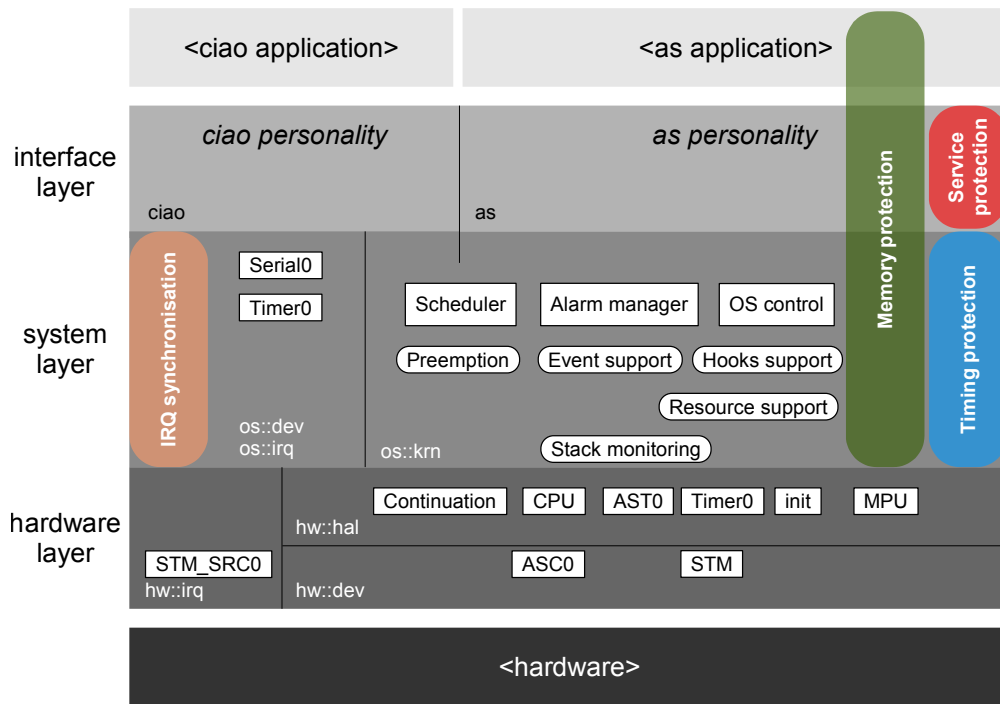 <ciao application>
<as application>
interface
layer
ciao personality
as personality
ciao
as
Service
protection
Memory protection
system
layer
IRQ synchronisation
Serial0
Timer0
os::dev
os::irq
Scheduler
Alarm manager
OS control
Preemption
Event support
Hooks support
Resource support
Stack monitoring
os::krn
Timing protection
hardware
layer
Continuation
CPU
AST0
Timer0
init
MPU
hw::hal
STM_SRC0
hw::irq
ASC0
STM
hw::dev
<hardware>